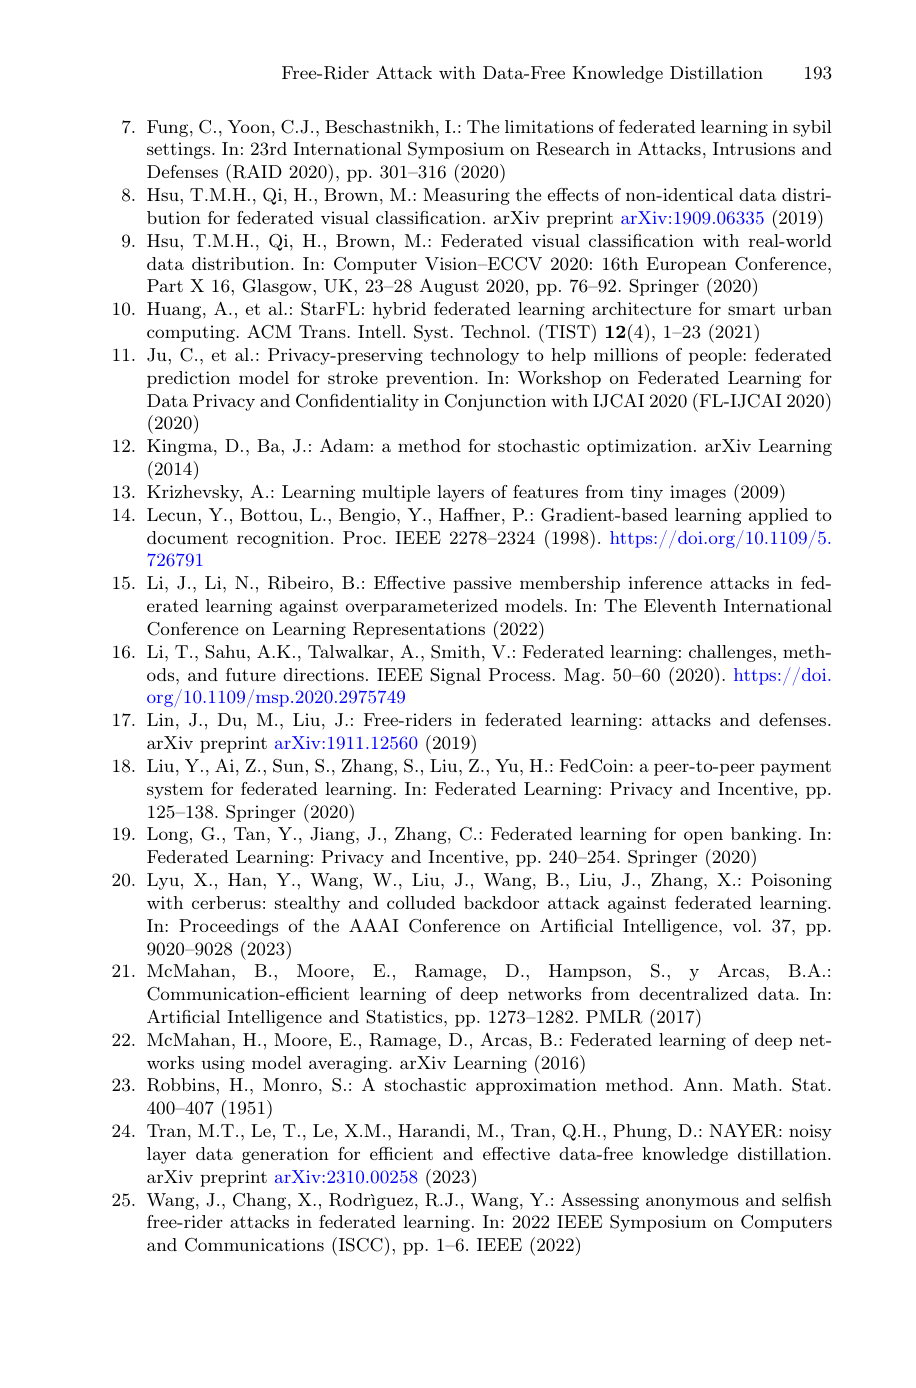 Free-Rider Attack with Data-Free Knowledge Distillation 193
7. Fung, C., Yoon, C.J., Beschastnikh, I.: The limitations of federated learning in sybil
settings. In: 23rd International Symposium on Research in Attacks, Intrusions and
Defenses (RAID 2020), pp. 301–316 (2020)
8. Hsu, T.M.H., Qi, H., Brown, M.: Measuring the effects of non-identical data distri-
bution for federated visual classification. arXiv preprint arXiv:1909.06335 (2019)
9. Hsu, T.M.H., Qi, H., Brown, M.: Federated visual classification with real-world
data distribution. In: Computer Vision–ECCV 2020: 16th European Conference,
Part X 16, Glasgow, UK, 23–28 August 2020, pp. 76–92. Springer (2020)
10. Huang, A., et al.: StarFL: hybrid federated learning architecture for smart urban
computing. ACM Trans. Intell. Syst. Technol. (TIST) 12(4), 1–23 (2021)
11. Ju, C., et al.: Privacy-preserving technology to help millions of people: federated
prediction model for stroke prevention. In: Workshop on Federated Learning for
Data Privacy and Confidentiality in Conjunction with IJCAI 2020 (FL-IJCAI 2020)
(2020)
12. Kingma, D., Ba, J.: Adam: a method for stochastic optimization. arXiv Learning
(2014)
13. Krizhevsky, A.: Learning multiple layers of features from tiny images (2009)
14. Lecun, Y., Bottou, L., Bengio, Y., Haffner, P.: Gradient-based learning applied to
document recognition. Proc. IEEE 2278–2324 (1998). https://doi.org/10.1109/5.
726791
15. Li, J., Li, N., Ribeiro, B.: Effective passive membership inference attacks in fed-
erated learning against overparameterized models. In: The Eleventh International
Conference on Learning Representations (2022)
16. Li, T., Sahu, A.K., Talwalkar, A., Smith, V.: Federated learning: challenges, meth-
ods, and future directions. IEEE Signal Process. Mag. 50–60 (2020). https://doi.
org/10.1109/msp.2020.2975749
17. Lin, J., Du, M., Liu, J.: Free-riders in federated learning: attacks and defenses.
arXiv preprint arXiv:1911.12560 (2019)
18. Liu, Y., Ai, Z., Sun, S., Zhang, S., Liu, Z., Yu, H.: FedCoin: a peer-to-peer payment
system for federated learning. In: Federated Learning: Privacy and Incentive, pp.
125–138. Springer (2020)
19. Long, G., Tan, Y., Jiang, J., Zhang, C.: Federated learning for open banking. In:
Federated Learning: Privacy and Incentive, pp. 240–254. Springer (2020)
20. Lyu, X., Han, Y., Wang, W., Liu, J., Wang, B., Liu, J., Zhang, X.: Poisoning
with cerberus: stealthy and colluded backdoor attack against federated learning.
In: Proceedings of the AAAI Conference on Artificial Intelligence, vol. 37, pp.
9020–9028 (2023)
21. McMahan, B., Moore, E., Ramage, D., Hampson, S., y Arcas, B.A.:
Communication-efficient learning of deep networks from decentralized data. In:
Artificial Intelligence and Statistics, pp. 1273–1282. PMLR (2017)
22. McMahan, H., Moore, E., Ramage, D., Arcas, B.: Federated learning of deep net-
works using model averaging. arXiv Learning (2016)
23. Robbins, H., Monro, S.: A stochastic approximation method. Ann. Math. Stat.
400–407 (1951)
24. Tran, M.T., Le, T., Le, X.M., Harandi, M., Tran, Q.H., Phung, D.: NAYER: noisy
layer data generation for efficient and effective data-free knowledge distillation.
arXiv preprint arXiv:2310.00258 (2023)
25. Wang, J., Chang, X., Rodrìguez, R.J., Wang, Y.: Assessing anonymous and selfish
free-rider attacks in federated learning. In: 2022 IEEE Symposium on Computers
and Communications (ISCC), pp. 1–6. IEEE (2022)